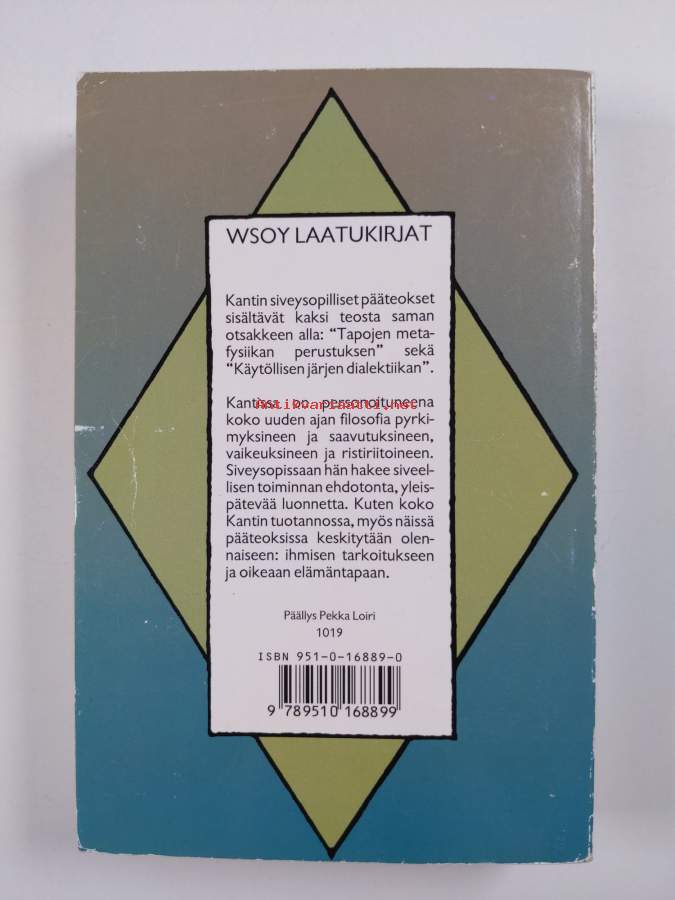 WSOY LAATUKIRJAT
Kantin siveysopilliset pääteokset
sisältävät kaksi teosta saman
otsakkeen alla: “Tapojen meta-
fysiikan perustuksen” sekä
“Käytöllisen järjen dialektiikan”.
Kantissa on personoituneena
Antikvariaatti.net
koko uuden ajan filosofia pyrki-
myksineen ja saavutuksineen,
vaikeuksineen ja ristiriitoineen.
Siveysopissaan hän hakee siveel-
lisen toiminnan ehdotonta, yleis-
pätevää luonnetta. Kuten koko
Kantin tuotannossa, myös näissä
pääteoksissa keskitytään olen-
naiseen: ihmisen tarkoitukseen
ja oikeaan elämäntapaan.
Päällys Pekka Loiri
1019
ISBN 951-0-16889-0
9 789510 168899